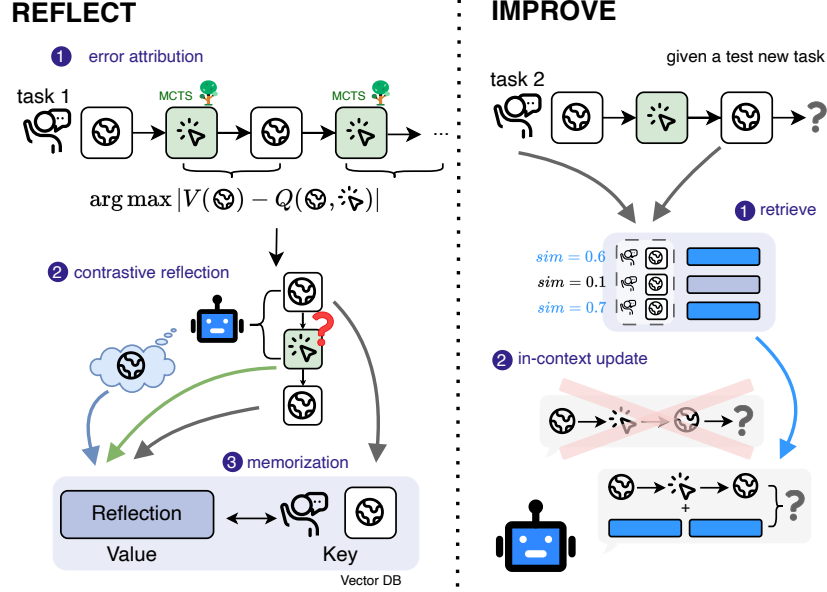 REFLECT
1 error attribution
task 1
MCTS
MCTS
...
arg max |V( ) − Q( , )|
2 contrastive reflection
?
3 memorization
Reflection
Value
Key
Vector DB
IMPROVE
given a test new task
task 2
?
1 retrieve
sim = 0.6
sim = 0.1
sim = 0.7
2 in-context update
?
+
?